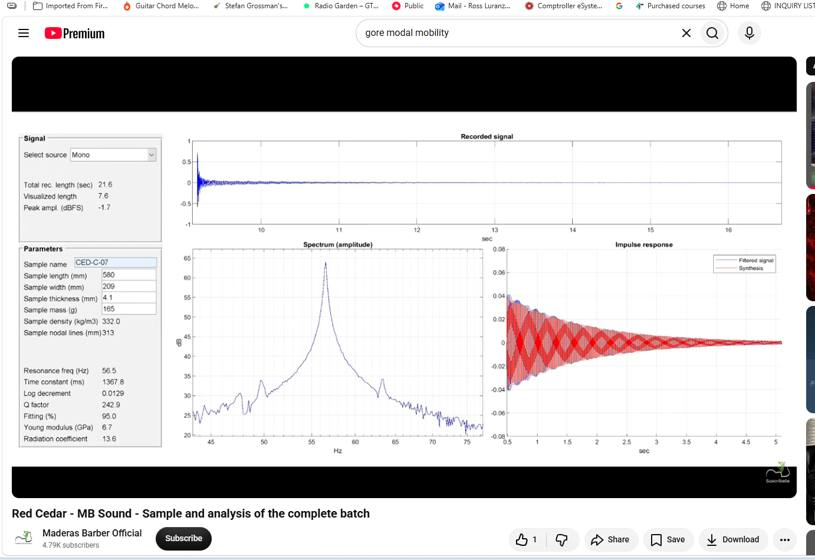 Imported From Fir...
Guitar Chord Melo...
Stefan Grossman's...
Radio Garden – GT...
Public
Mail - Ross Luranz...
Comptroller eSyste...
Purchased courses
Home
INQUIRY LIST
Premium
gore modal mobility
Signal
Select source Mono
Total rec. length (sec) 21.6
Visualized length 7.6
Peak ampl. (dBFS) -1.7
Recorded signal
1
0.5
0
-0.5
-1
10 11 12 13 14 15 16
sec
Parameters
Sample name CED-C-07
Sample length (mm) 580
Sample width (mm) 209
Sample thickness (mm) 4.1
Sample mass (g) 165
Sample density (kg/m3) 332.0
Sample nodal lines (mm) 313
Resonance freq (Hz) 56.5
Time constant (ms) 1367.8
Log decrement 0.0129
Q factor 242.9
Fitting (%) 95.0
Young modulus (GPa) 6.7
Radiation coefficient 13.6
Spectrum (amplitude)
dB
65
60
55
50
45
40
35
30
25
20
45 50 55 60 65 70 75
Hz
Impulse response
Filtered signal
Synthesis
0.08
0.06
0.04
0.02
0
-0.02
-0.04
-0.06
-0.08
0.5 1 1.5 2 2.5 3 3.5 4 4.5 5
sec
Suscríbete
Red Cedar - MB Sound - Sample and analysis of the complete batch
Maderas Barber Official
4.79K subscribers
Subscribe
1
Share
Save
Download